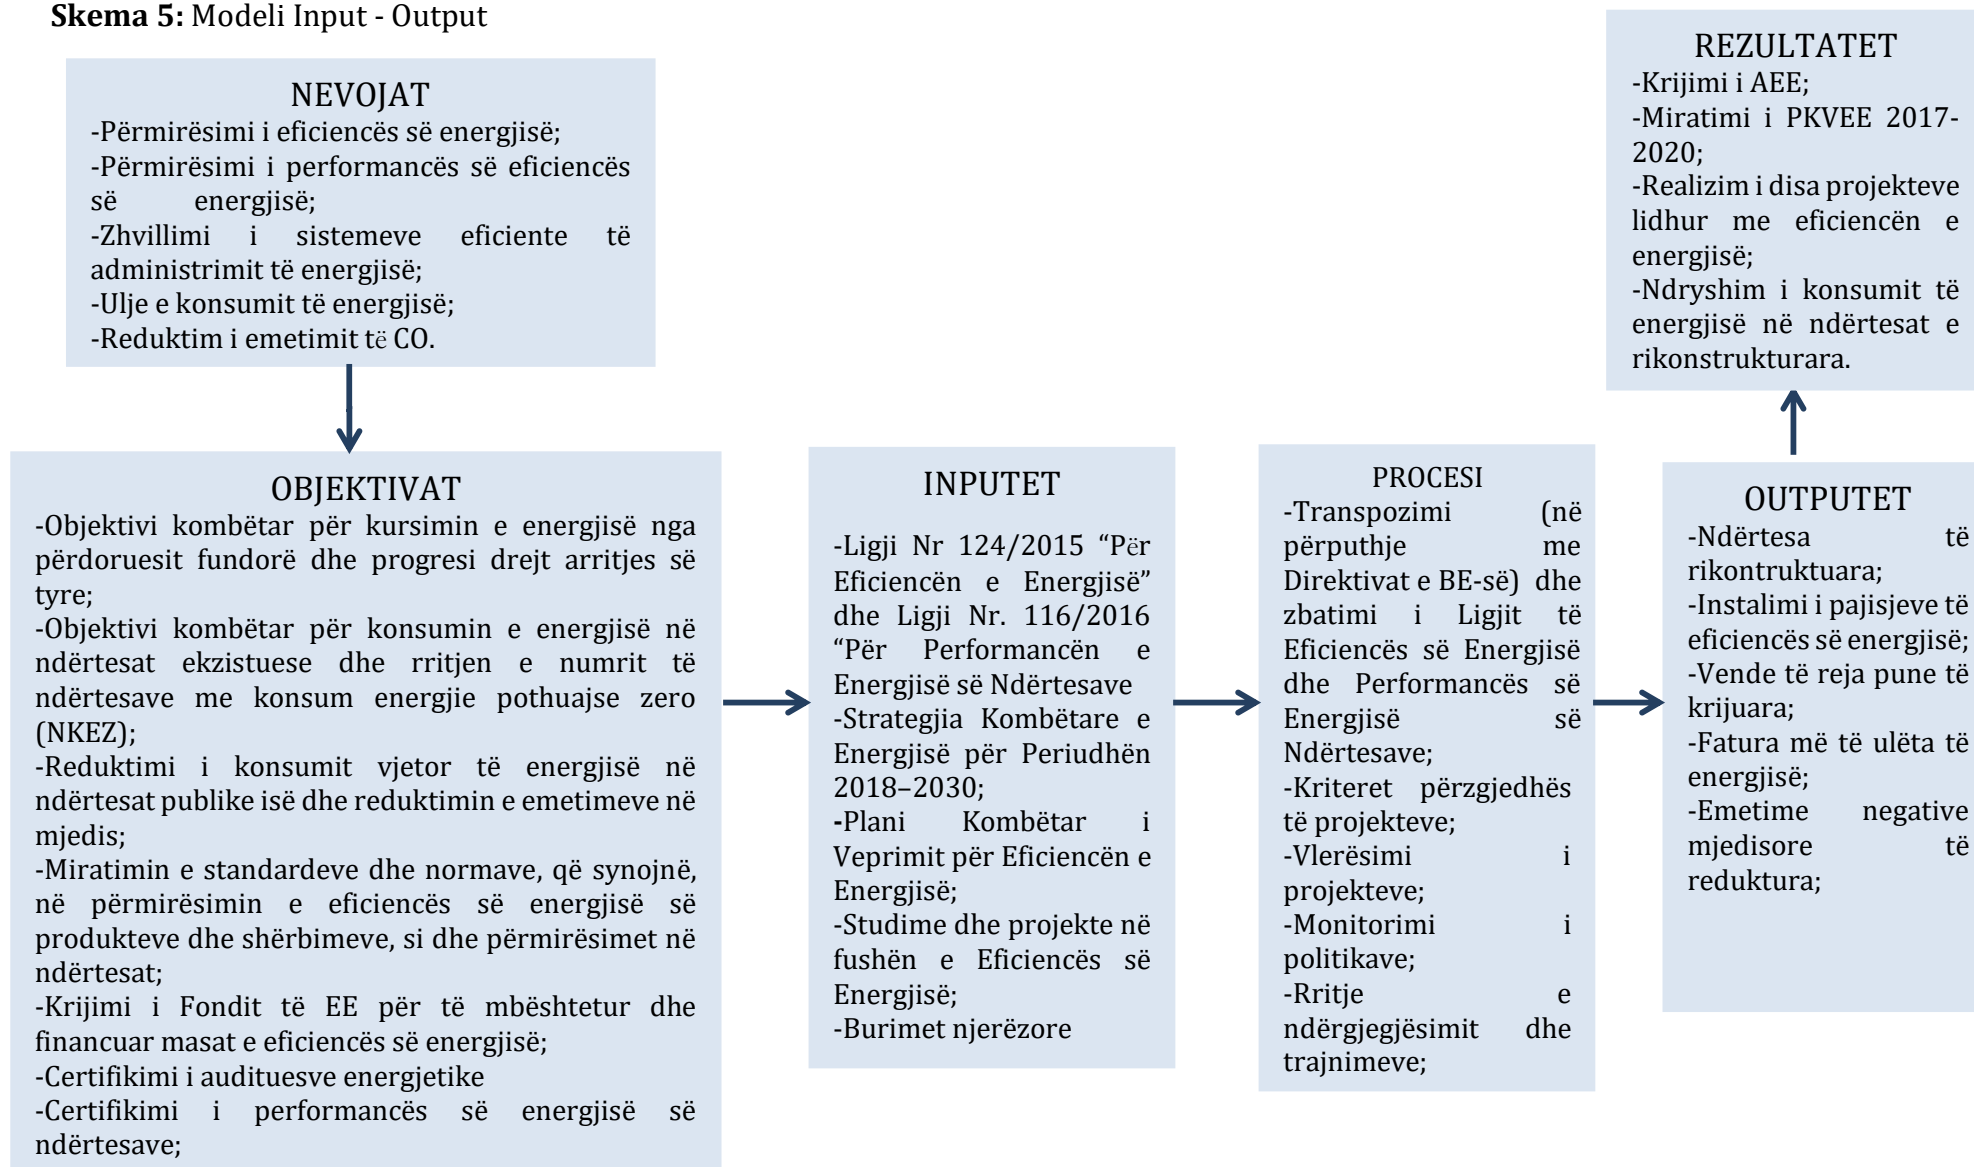 Skema 5: Modeli Input - Output
NEVOJAT
-Përmirësimi i eficiencës së energjisë;
-Përmirësimi i performancës së eficiencës
së energjisë;
-Zhvillimi i sistemeve eficiente të
administrimit të energjisë;
-Ulje e konsumit të energjisë;
-Reduktim i emetimit të CO.
OBJEKTIVAT
-Objektivi kombëtar për kursimin e energjisë nga
përdoruesit fundorë dhe progresi drejt arritjes së
tyre;
-Objektivi kombëtar për konsumin e energjisë në
ndërtesat ekzistuese dhe rritjen e numrit të
ndërtesave me konsum energjie pothuajse zero
(NKEZ);
-Reduktimi i konsumit vjetor të energjisë në
ndërtesat publike isë dhe reduktimin e emetimeve në
mjedis;
-Miratimin e standardeve dhe normave, që synojnë,
në përmirësimin e eficiencës së energjisë së
produkteve dhe shërbimeve, si dhe përmirësimet në
ndërtesat;
-Krijimi i Fondit të EE për të mbështetur dhe
financuar masat e eficiencës së energjisë;
-Certifikimi i audituesve energjetike
-Certifikimi i performancës së energjisë së
ndërtesave;
INPUTET
-Ligji Nr 124/2015 “Për
Eficiencën e Energjisë”
dhe Ligji Nr. 116/2016
“Për Performancën e
Energjisë së Ndërtesave
-Strategjia Kombëtare e
Energjisë për Periudhën
2018–2030;
-Plani Kombëtar i
Veprimit për Eficiencën e
Energjisë;
-Studime dhe projekte në
fushën e Eficiencës së
Energjisë;
-Burimet njerëzore
PROCESI
-Transpozimi (në
përputhje me
Direktivat e BE-së) dhe
zbatimi i Ligjit të
Eficiencës së Energjisë
dhe Performancës së
Energjisë së
Ndërtesave;
-Kriteret përzgjedhës
të projekteve;
-Vlerësimi i
projekteve;
-Monitorimi i
politikave;
-Rritje e
ndërgjegjësimit dhe
trajnimeve;
OUTPUTET
-Ndërtesa të
rikontruktuara;
-Instalimi i pajisjeve të
eficiencës së energjisë;
-Vende të reja pune të
krijuara;
-Fatura më të ulëta të
energjisë;
-Emetime negative
mjedisore të
reduktura;
REZULTATET
-Krijimi i AEE;
-Miratimi i PKVEE 2017-
2020;
-Realizim i disa projekteve
lidhur me eficiencën e
energjisë;
-Ndryshim i konsumit të
energjisë në ndërtesat e
rikonstrukturara.